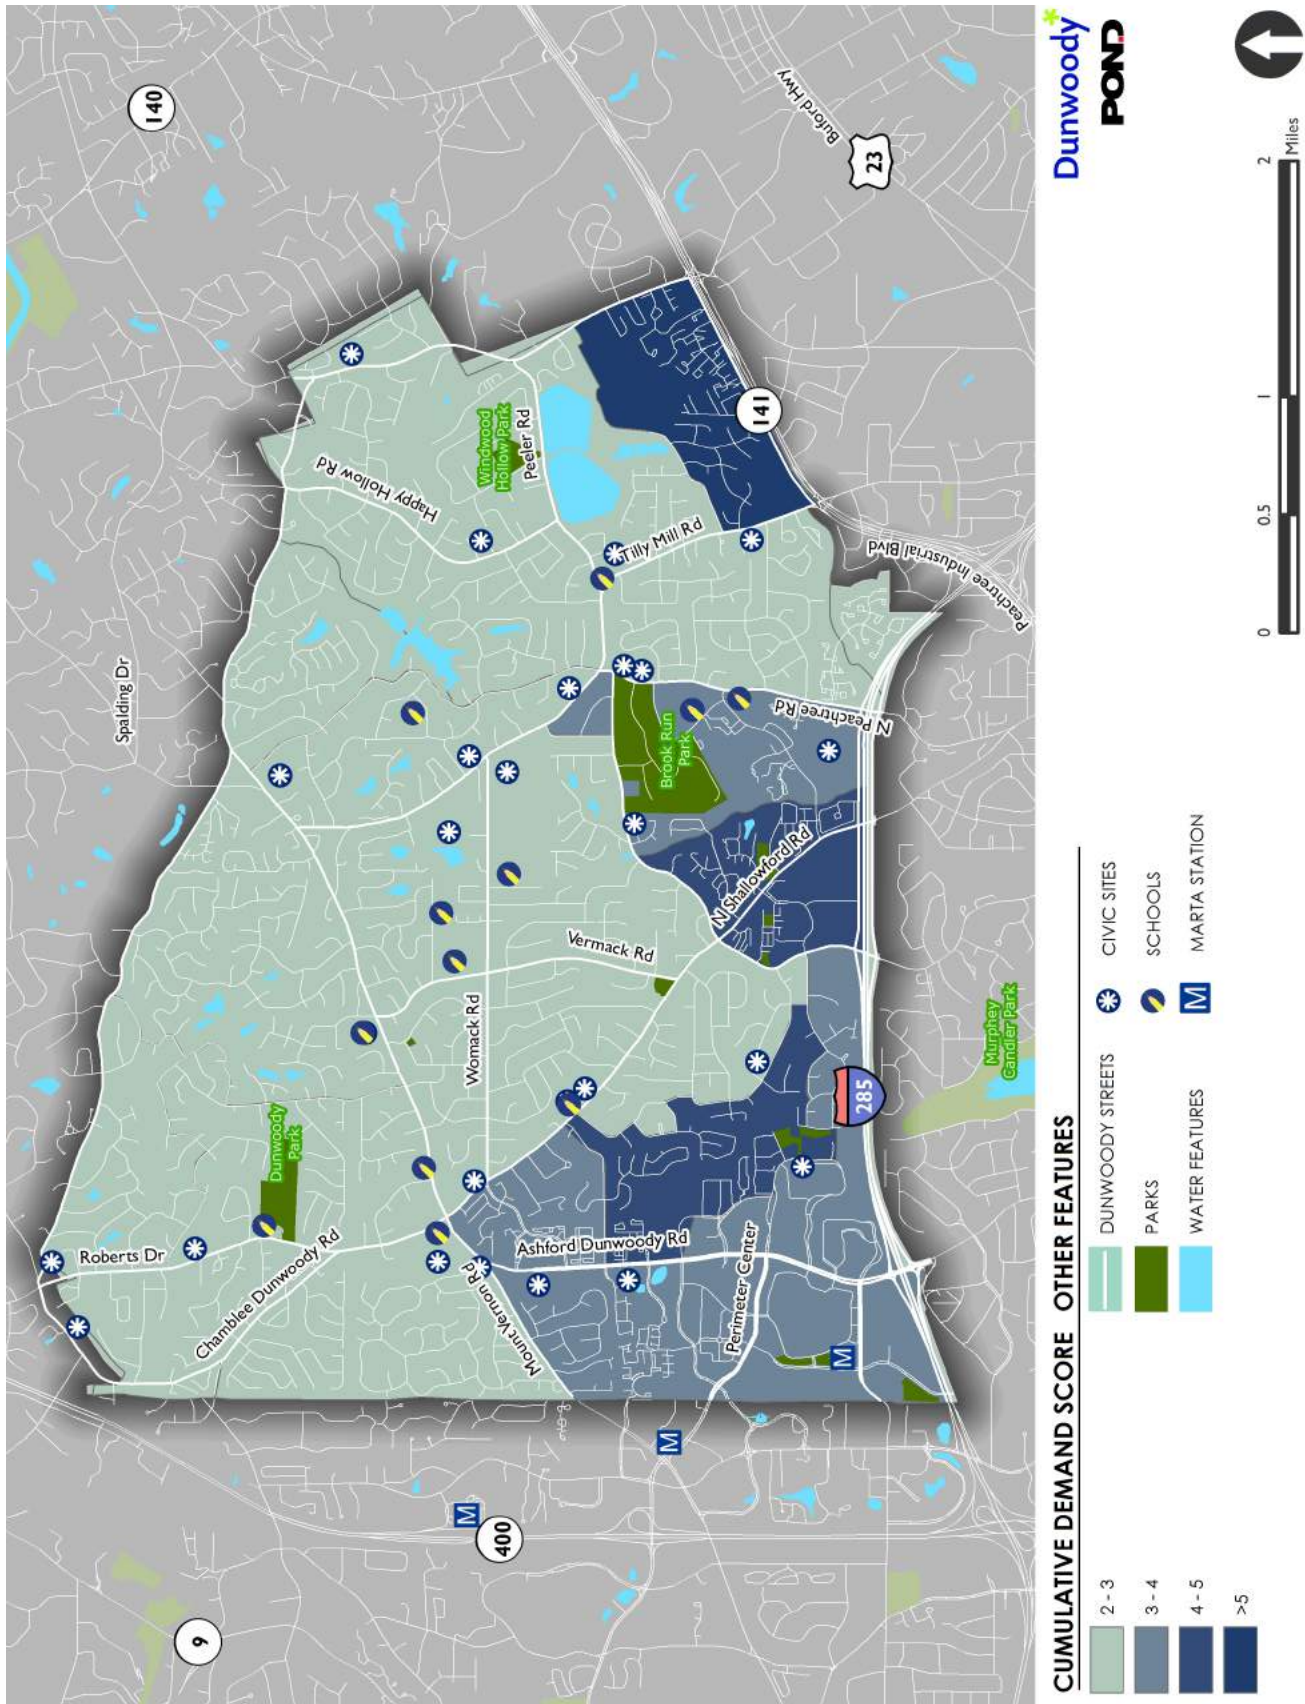 9
400
140
Spalding Dr
Roberts Dr
Chamblee Dunwoody Rd
Dunwoody
Park
Happy Hollow Rd
Windwood
Hollow Park
Peeler Rd
Womack Rd
Mount Vernon Rd
Vermack Rd
Tilly Mill Rd
Ashford Dunwoody Rd
Brook Run
Park
N Shallowford Rd
N Peachtree Rd
Perimeter Center
M
M
M
285
141
23
Buford Hwy
Peachtree Industrial Blvd
Murphey
Candler Park
CUMULATIVE DEMAND SCORE
2 - 3
3 - 4
4 - 5
>5
OTHER FEATURES
DUNWOODY STREETS
PARKS
WATER FEATURES
CIVIC SITES
SCHOOLS
M MARTA STATION
0 0.5 1 2
Miles
Dunwoody*
POND